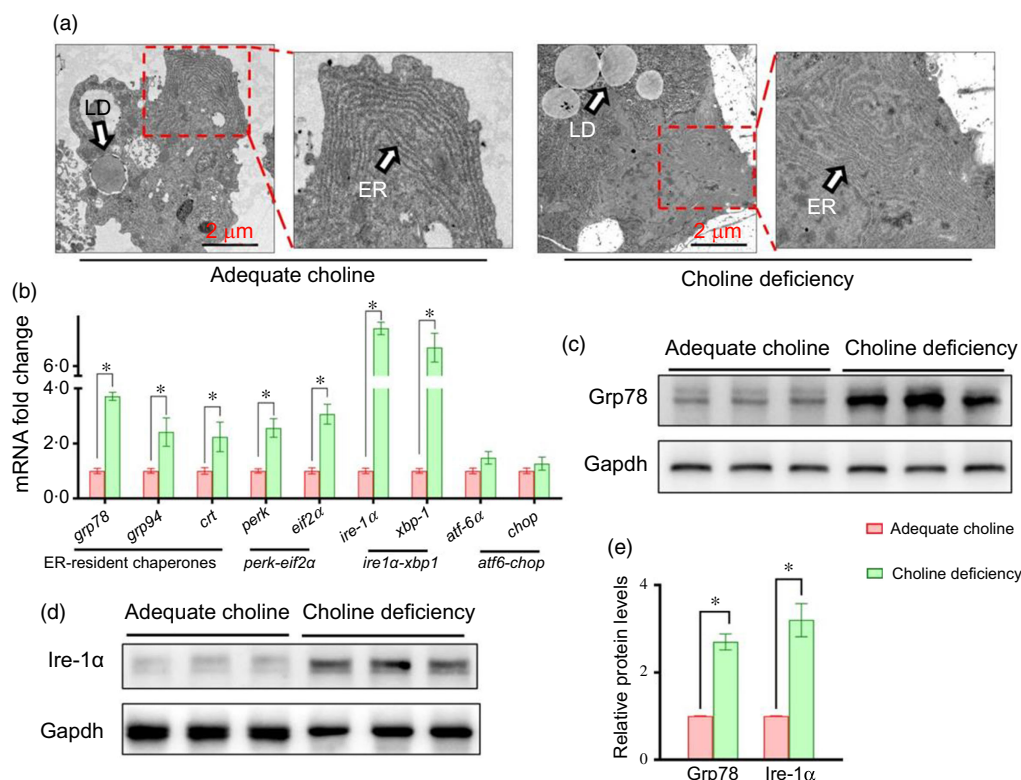 (a)
LD
ER
2 μm
Adequate choline
LD
ER
2 μm
Choline deficiency
(b)
mRNA fold change
6·0
4·0
2·0
0·0
* * * * * * *
grp78 grp94 crt perk eif2α ire-1α xbp-1 atf-6α chop
ER-resident chaperones perk-eif2α ire1α-xbp1 atf6-chop
(c)
Adequate choline Choline deficiency
Grp78
Gapdh
Adequate choline
Choline deficiency
(d)
Adequate choline Choline deficiency
Ire-1α
Gapdh
(e)
Relative protein levels
4
2
0
* *
Grp78 Ire-1α